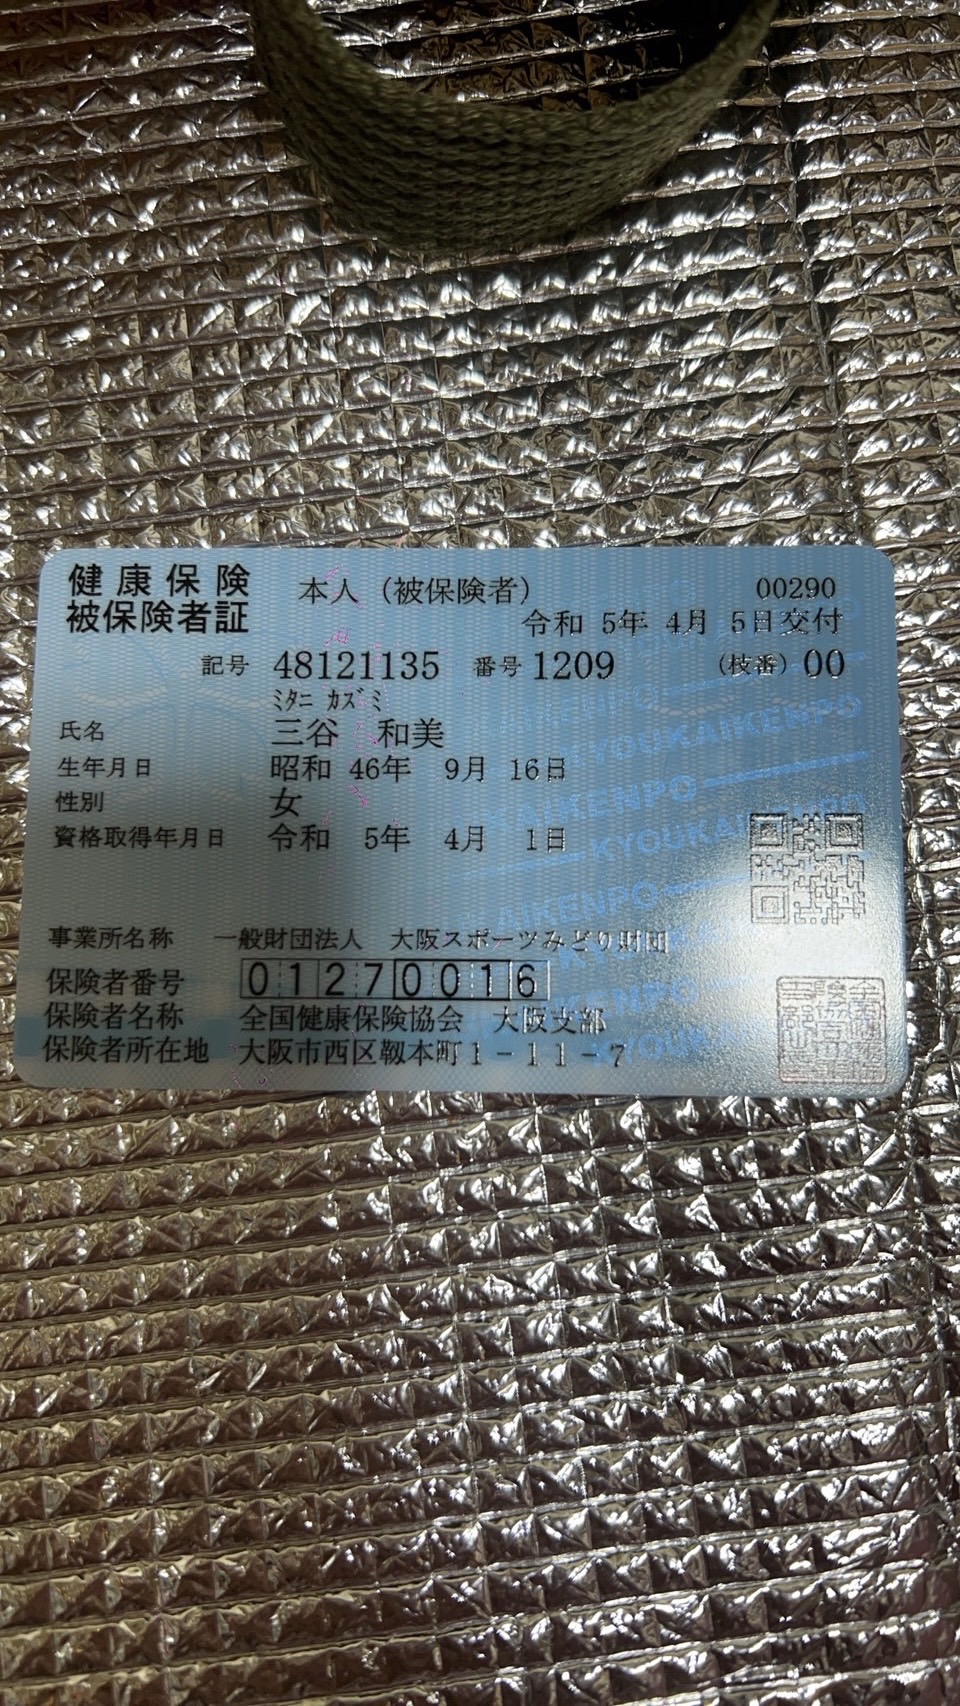 健康保険
被保険者証
本人（被保険者）
00290
令和 5年 4月 5日交付
記号 48121135 番号 1209 （枝番）00
ﾐﾀﾆ ｶｽﾞﾐ
氏名 三谷 和美
生年月日 昭和 46年 9月 16日
性別 女
資格取得年月日 令和 5年 4月 1日
事業所名称 一般財団法人 大阪スポーツみどり財団
保険者番号 01270016
保険者名称 全国健康保険協会 大阪支部
保険者所在地 大阪市西区靱本町1-11-7
KYOUKAIKENPO
AIKENPO
KYOUKAIKENPO
AIKENPO